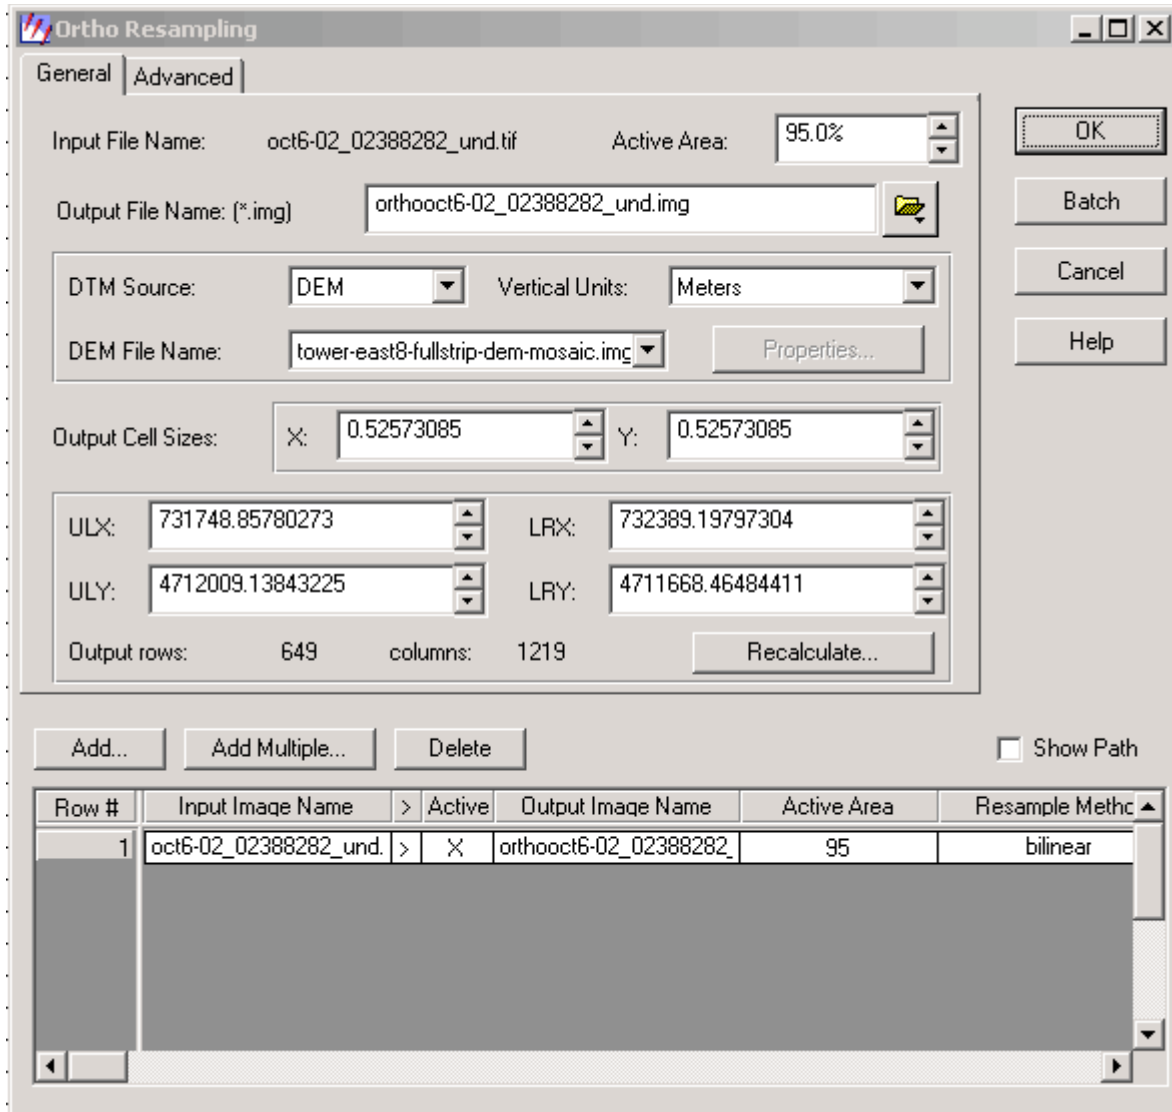 Ortho Resampling
General Advanced
Input File Name: oct6-02_02388282_und.tif Active Area: 95.0%
OK
Output File Name: (*.img) orthooct6-02_02388282_und.img
Batch
DTM Source: DEM Vertical Units: Meters
Cancel
DEM File Name: tower-east8-fullstrip-dem-mosaic.img Properties...
Help
Output Cell Sizes: X: 0.52573085 Y: 0.52573085
ULX: 731748.85780273 LRX: 732389.19797304
ULY: 4712009.13843225 LRY: 4711668.46484411
Output rows: 649 columns: 1219 Recalculate...
Add... Add Multiple... Delete Show Path
Row # Input Image Name > Active Output Image Name Active Area Resample Methc
1 oct6-02_02388282_und. > X orthooct6-02_02388282_ 95 bilinear